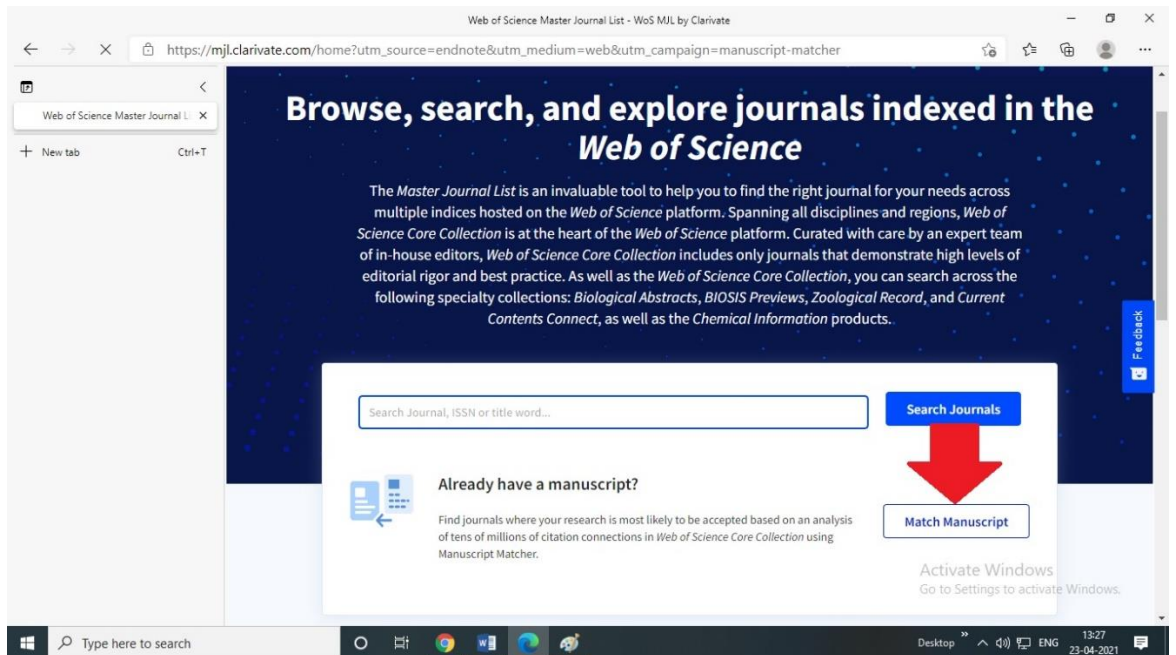 Web of Science Master Journal List - WoS MJL by Clarivate
https://mjl.clarivate.com/home?utm_source=endnote&utm_medium=web&utm_campaign=manuscript-matcher
Web of Science Master Journal L
New tab Ctrl+T
Browse, search, and explore journals indexed in the
Web of Science
The Master Journal List is an invaluable tool to help you to find the right journal for your needs across
multiple indices hosted on the Web of Science platform. Spanning all disciplines and regions, Web of
Science Core Collection is at the heart of the Web of Science platform. Curated with care by an expert team
of in-house editors, Web of Science Core Collection includes only journals that demonstrate high levels of
editorial rigor and best practice. As well as the Web of Science Core Collection, you can search across the
following specialty collections: Biological Abstracts, BIOSIS Previews, Zoological Record, and Current
Contents Connect, as well as the Chemical Information products.
Feedback
Search Journal, ISSN or title word...
Search Journals
Already have a manuscript?
Find journals where your research is most likely to be accepted based on an analysis
of tens of millions of citation connections in Web of Science Core Collection using
Manuscript Matcher.
Match Manuscript
Activate Windows
Go to Settings to activate Windows.
Type here to search
Desktop
ENG
13:27
23-04-2021